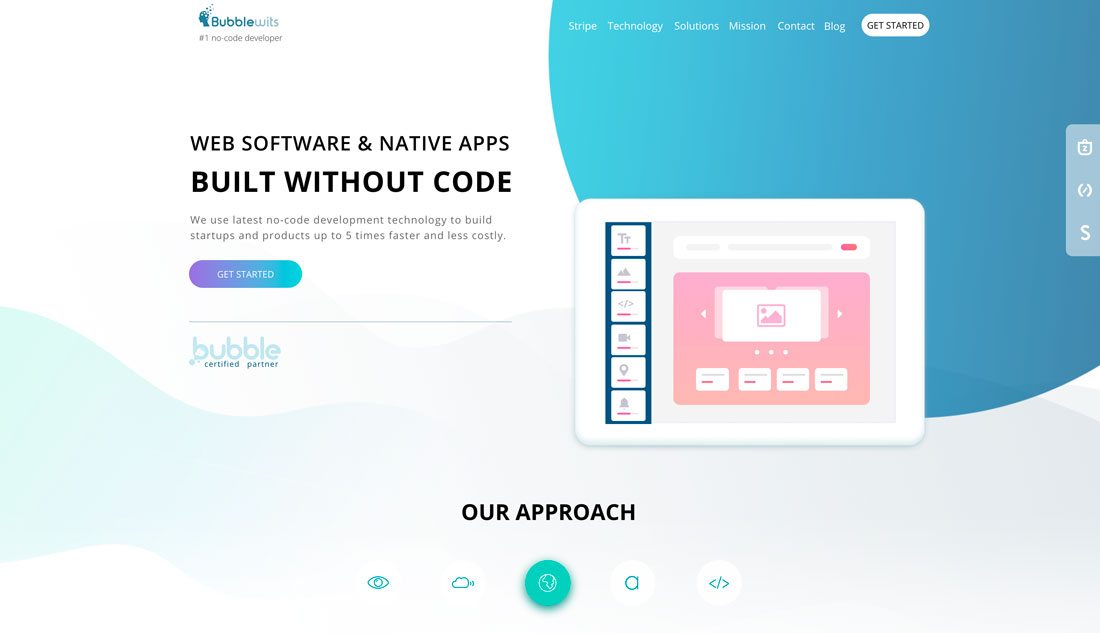 Bubblewits
#1 no-code developer
Stripe Technology Solutions Mission Contact Blog GET STARTED
WEB SOFTWARE & NATIVE APPS
BUILT WITHOUT CODE
We use latest no-code development technology to build
startups and products up to 5 times faster and less costly.
GET STARTED
bubble
certified partner
Tт
</>
S
OUR APPROACH
a
</>